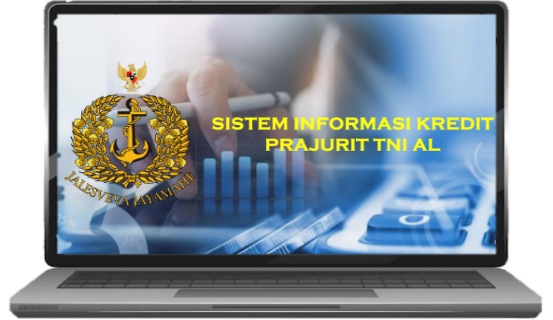 SISTEM INFORMASI KREDIT
PRAJURIT TNI AL
JALESVEVA JAYAMAHE